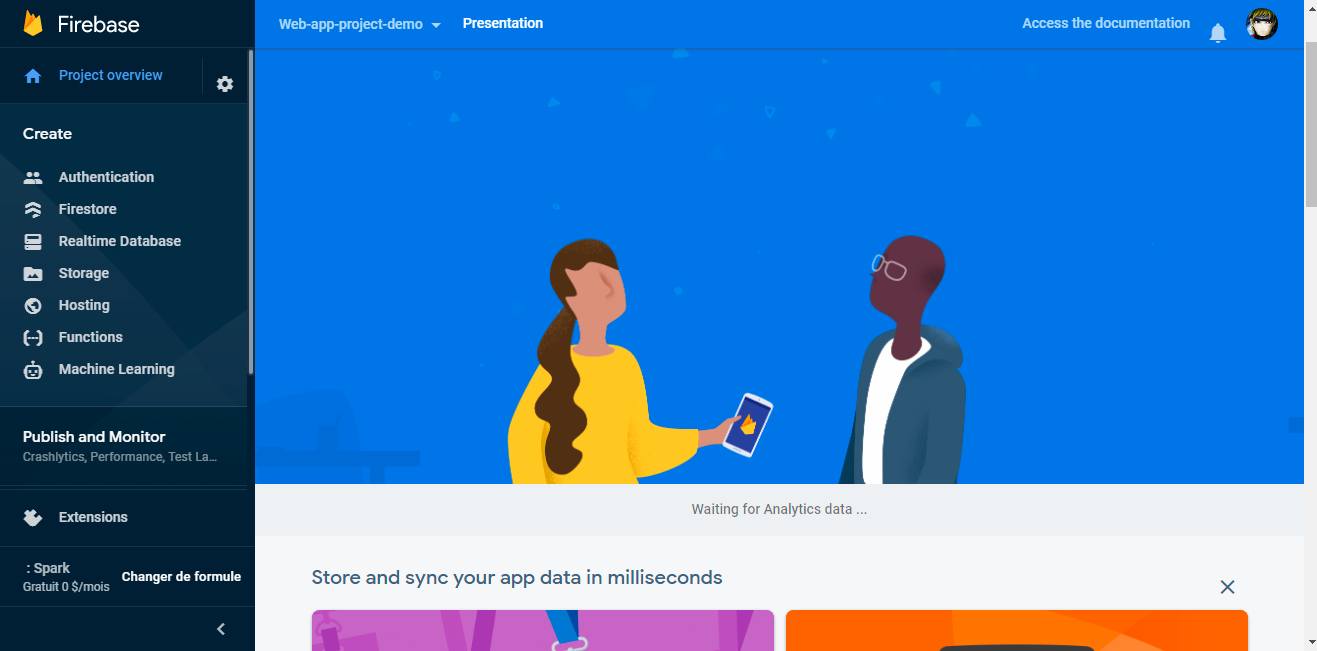 Firebase
Web-app-project-demo
Presentation
Access the documentation
Project overview
Create
Authentication
Firestore
Realtime Database
Storage
Hosting
Functions
Machine Learning
Publish and Monitor
Crashlytics, Performance, Test La...
Extensions
: Spark
Gratuit 0 $/mois
Changer de formule
Waiting for Analytics data ...
Store and sync your app data in milliseconds